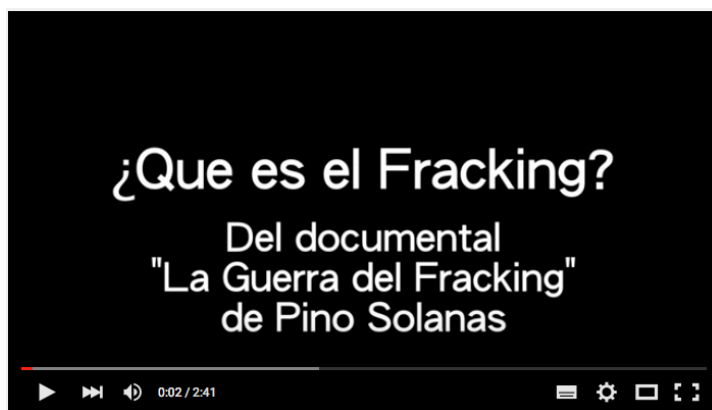 ¿Que es el Fracking?
Del documental
"La Guerra del Fracking"
de Pino Solanas
0:02 / 2:41